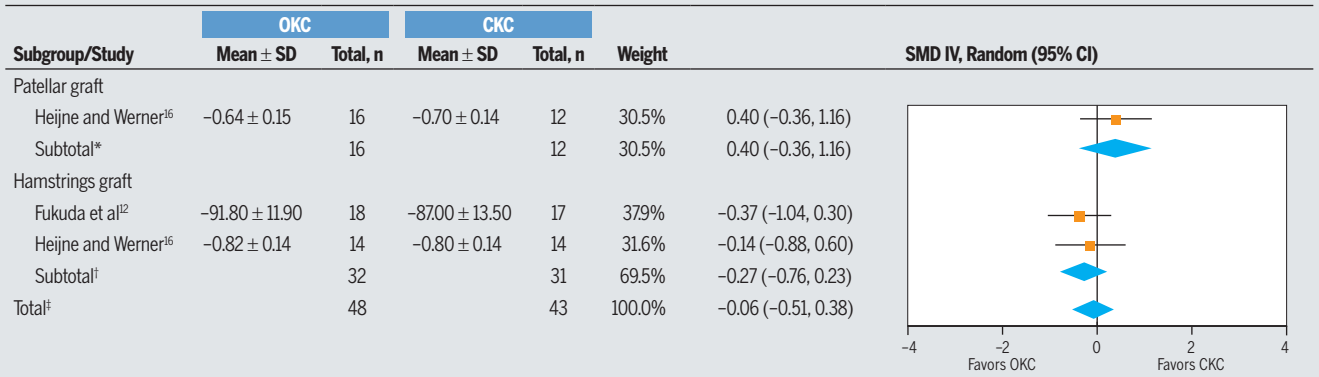 OKC CKC
Subgroup/Study Mean ± SD Total, n Mean ± SD Total, n Weight SMD IV, Random (95% CI)
Patellar graft
Heijne and Werner16 −0.64 ± 0.15 16 −0.70 ± 0.14 12 30.5% 0.40 (−0.36, 1.16)
Subtotal* 16 12 30.5% 0.40 (−0.36, 1.16)
Hamstrings graft
Fukuda et al12 −91.80 ± 11.90 18 −87.00 ± 13.50 17 37.9% −0.37 (−1.04, 0.30)
Heijne and Werner16 −0.82 ± 0.14 14 −0.80 ± 0.14 14 31.6% −0.14 (−0.88, 0.60)
Subtotal† 32 31 69.5% −0.27 (−0.76, 0.23)
Total‡ 48 43 100.0% −0.06 (−0.51, 0.38)
−4 −2 0 2 4
Favors OKC Favors CKC